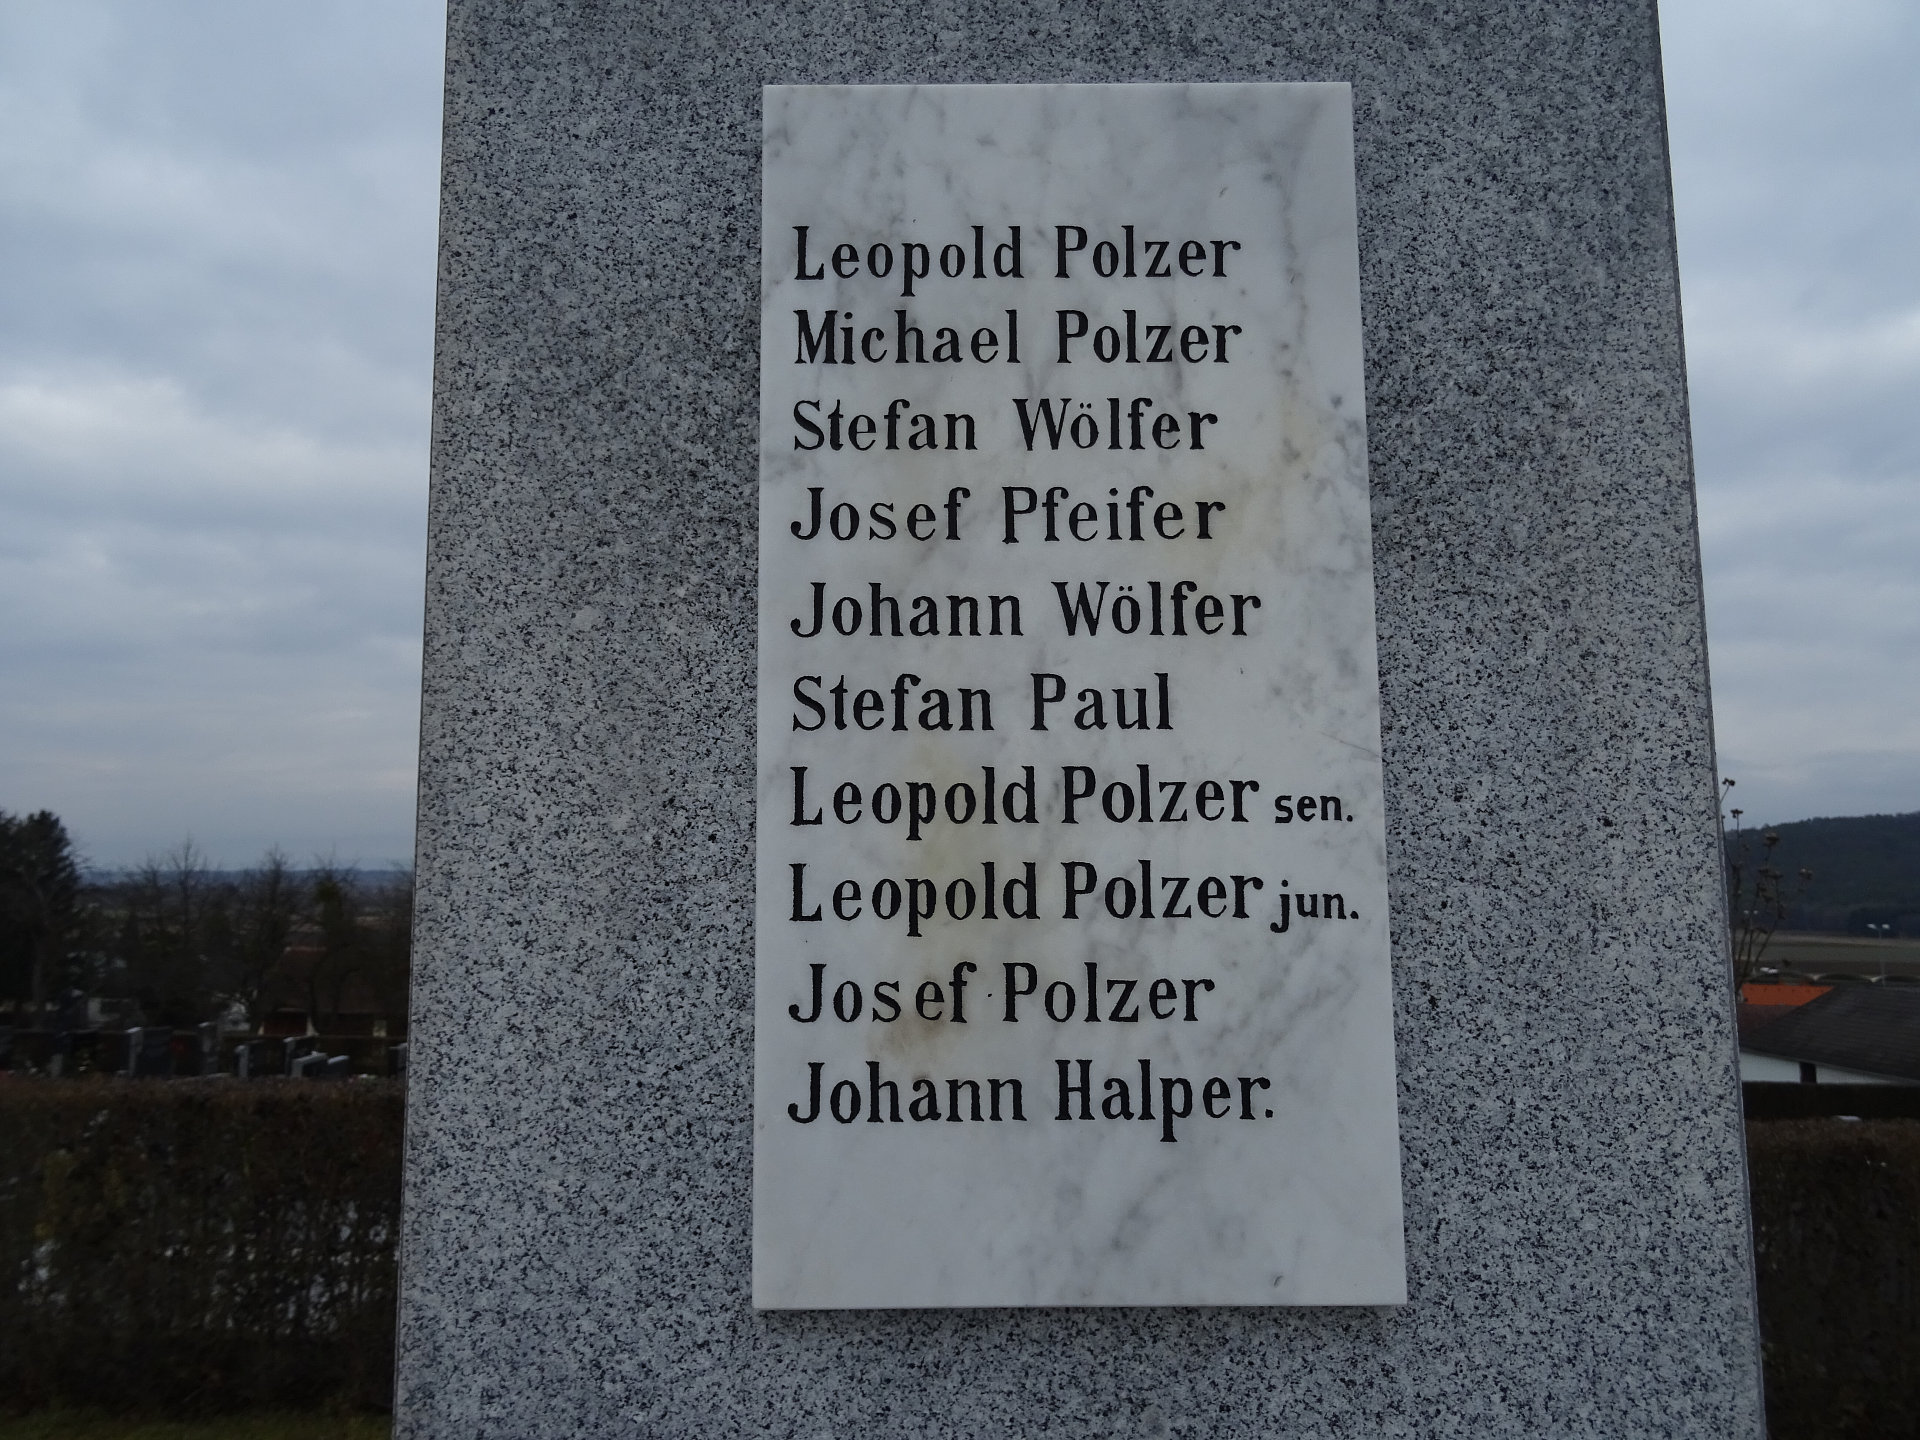 Leopold Polzer
Michael Polzer
Stefan Wölfer
Josef Pfeifer
Johann Wölfer
Stefan Paul
Leopold Polzer sen.
Leopold Polzer jun.
Josef Polzer
Johann Halper.